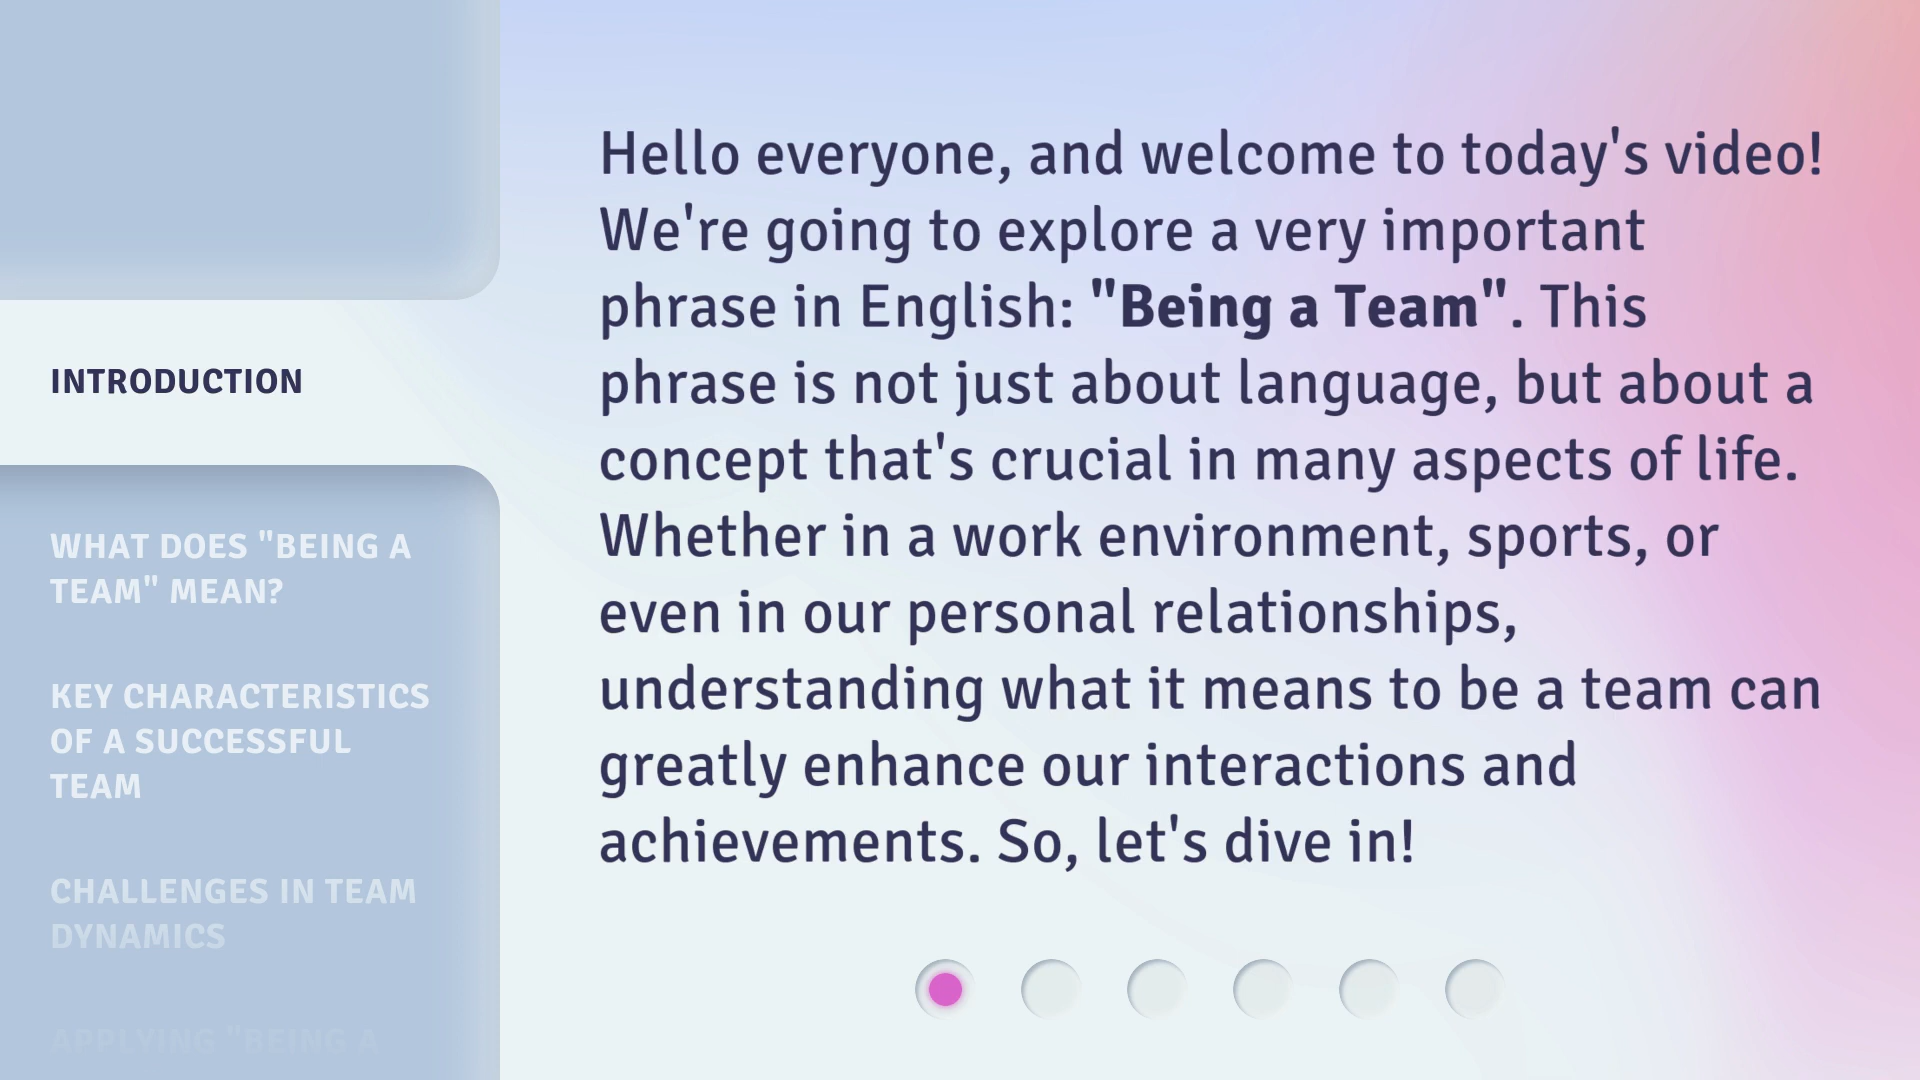 INTRODUCTION
WHAT DOES "BEING A
TEAM" MEAN?
KEY CHARACTERISTICS
OF A SUCCESSFUL
TEAM
CHALLENGES IN TEAM
DYNAMICS
APPLYING "BEING A
Hello everyone, and welcome to today's video!
We're going to explore a very important
phrase in English: "Being a Team". This
phrase is not just about language, but about a
concept that's crucial in many aspects of life.
Whether in a work environment, sports, or
even in our personal relationships,
understanding what it means to be a team can
greatly enhance our interactions and
achievements. So, let's dive in!